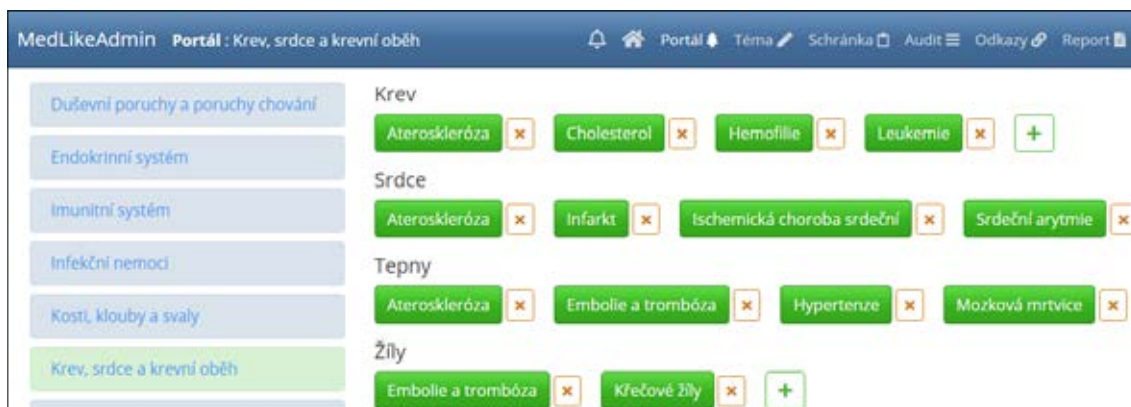 MedLikeAdmin Portál : Krev, srdce a krevní oběh Portál Téma Schránka Audit Odkazy Report
Duševní poruchy a poruchy chování
Endokrinní systém
Imunitní systém
Infekční nemoci
Kosti, klouby a svaly
Krev, srdce a krevní oběh
Krev
Ateroskleróza × Cholesterol × Hemofilie × Leukemie × +
Srdce
Ateroskleróza × Infarkt × Ischemická choroba srdeční × Srdeční arytmie ×
Tepny
Ateroskleróza × Embolie a trombóza × Hypertenze × Mozková mrtvice ×
Žíly
Embolie a trombóza × Křečové žíly × +